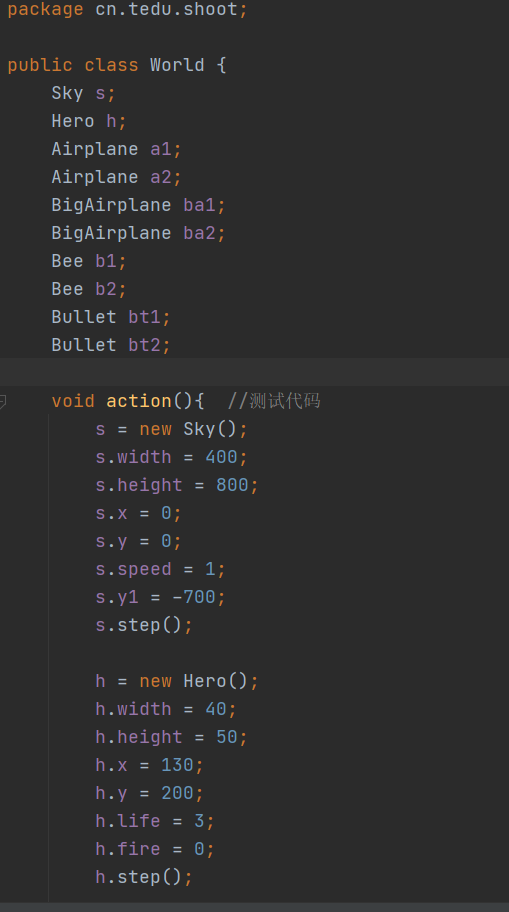 package cn.tedu.shoot;
public class World {
Sky s;
Hero h;
Airplane a1;
Airplane a2;
BigAirplane ba1;
BigAirplane ba2;
Bee b1;
Bee b2;
Bullet bt1;
Bullet bt2;
void action(){  //测试代码
s = new Sky();
s.width = 400;
s.height = 800;
s.x = 0;
s.y = 0;
s.speed = 1;
s.y1 = -700;
s.step();
h = new Hero();
h.width = 40;
h.height = 50;
h.x = 130;
h.y = 200;
h.life = 3;
h.fire = 0;
h.step();